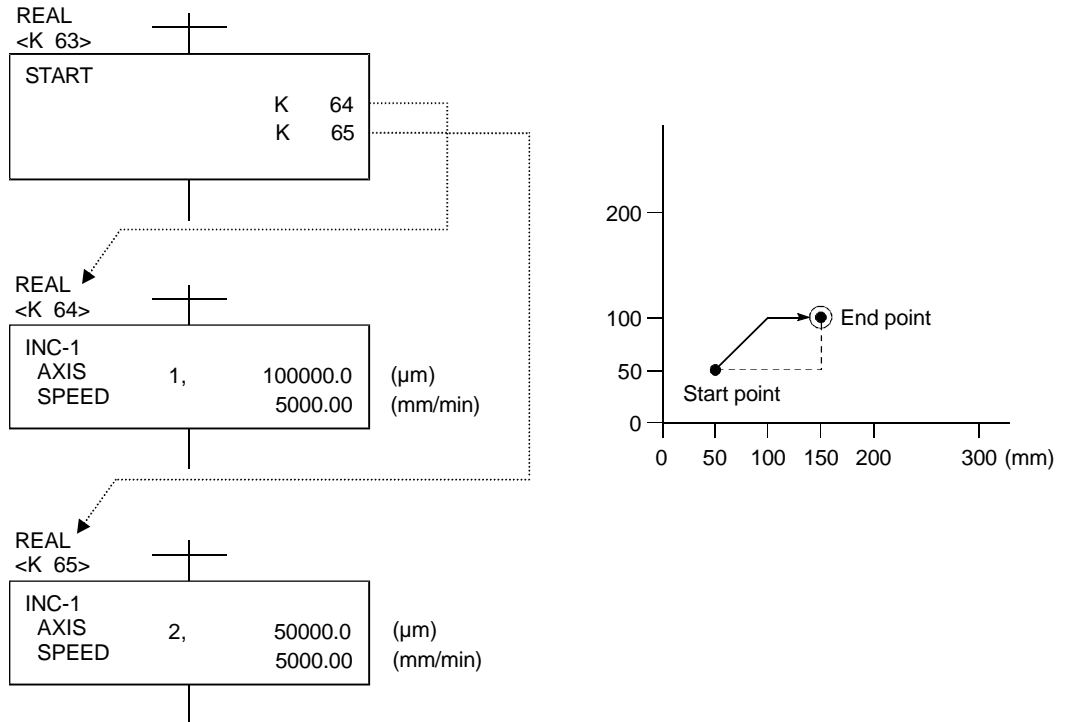 REAL
<K 63>
START
K 64
K 65
REAL
<K 64>
INC-1
AXIS 1, 100000.0 (µm)
SPEED 5000.00 (mm/min)
REAL
<K 65>
INC-1
AXIS 2, 50000.0 (µm)
SPEED 5000.00 (mm/min)
200
100
50
0
End point
Start point
0 50 100 150 200 300 (mm)